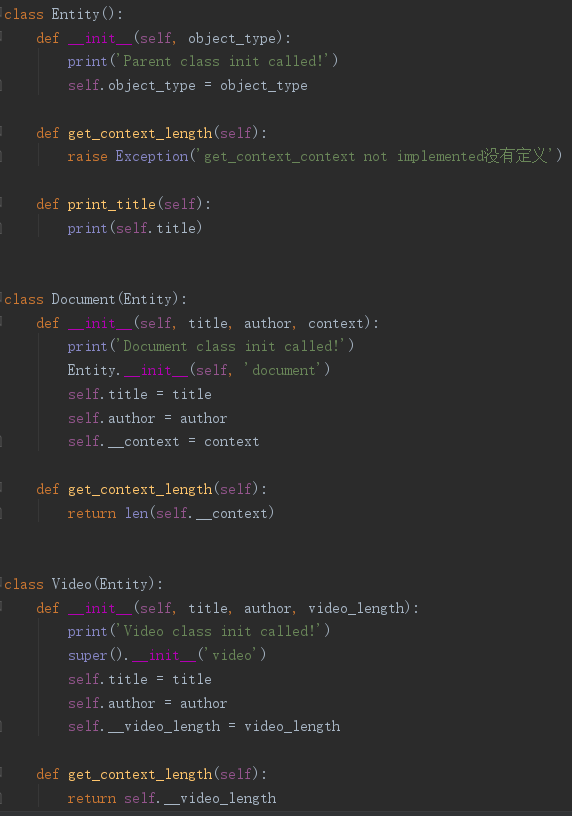 class Entity():
    def __init__(self, object_type):
        print('Parent class init called!')
        self.object_type = object_type
    def get_context_length(self):
        raise Exception('get_context_context not implemented没有定义')
    def print_title(self):
        print(self.title)
class Document(Entity):
    def __init__(self, title, author, context):
        print('Document class init called!')
        Entity.__init__(self, 'document')
        self.title = title
        self.author = author
        self.__context = context
    def get_context_length(self):
        return len(self.__context)
class Video(Entity):
    def __init__(self, title, author, video_length):
        print('Video class init called!')
        super().__init__('video')
        self.title = title
        self.author = author
        self.__video_length = video_length
    def get_context_length(self):
        return self.__video_length